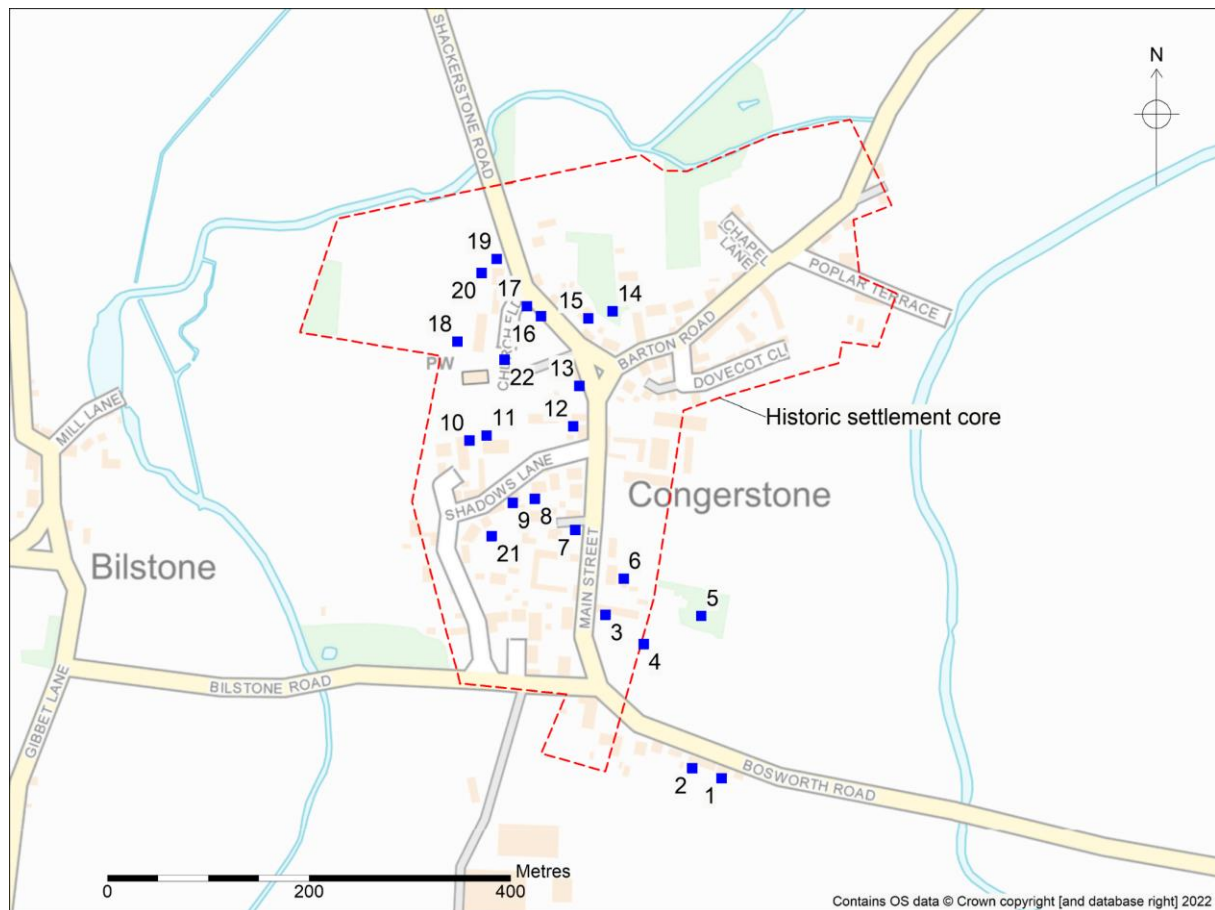 SHACKERSTONE ROAD
N
19
20
17
15
14
CHAPEL
LANE
POPLAR TERRACE
18
16
BARTON ROAD
PW
22
13
DOVECOT CL
MILL LANE
Historic settlement core
10
11
12
SHADOWS LANE
Congerstone
9
8
7
21
Bilstone
MAIN STREET
6
5
3
4
GIBBET LANE
BILSTONE ROAD
2
1
BOSWORTH ROAD
Metres
0
200
400
Contains OS data © Crown copyright [and database right] 2022